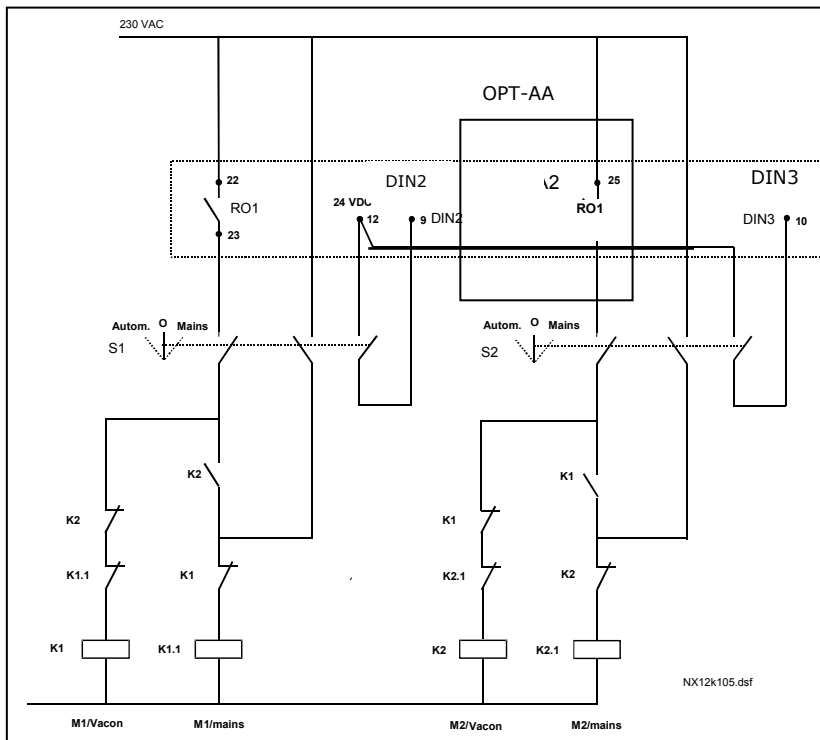 230 VAC
OPT-AA
22
DIN2
25
DIN3
RO1
24 VDC
12
9 DIN2
RO1
DIN3
10
23
Autom. O Mains
S1
Autom. O Mains
S2
K2
K1
K2
K1
K1.1
K1
K2.1
K2
K1
K1.1
K2
K2.1
NX12k105.dsf
M1/Vacon
M1/mains
M2/Vacon
M2/mains